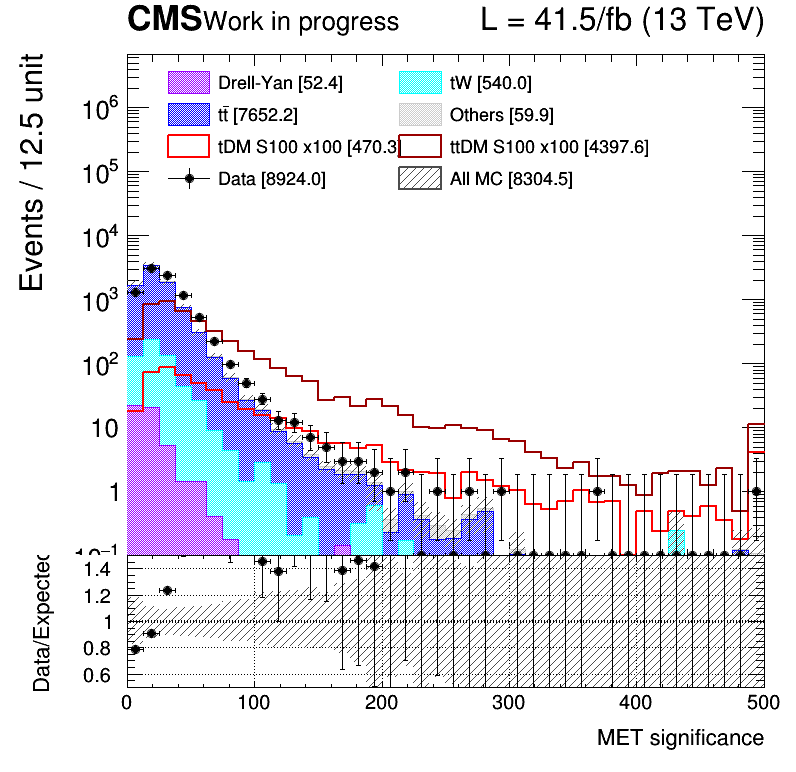 CMS Work in progress L = 41.5/fb (13 TeV)
Events / 12.5 unit
Drell-Yan [52.4] tW [540.0]
tt̄ [7652.2] Others [59.9]
tDM S100 x100 [470.3] ttDM S100 x100 [4397.6]
Data [8924.0] All MC [8304.5]
10⁶
10⁵
10⁴
10³
10²
10
1
10⁻¹
Data/Expected
1.4
1.2
1
0.8
0.6
0 100 200 300 400 500
MET significance